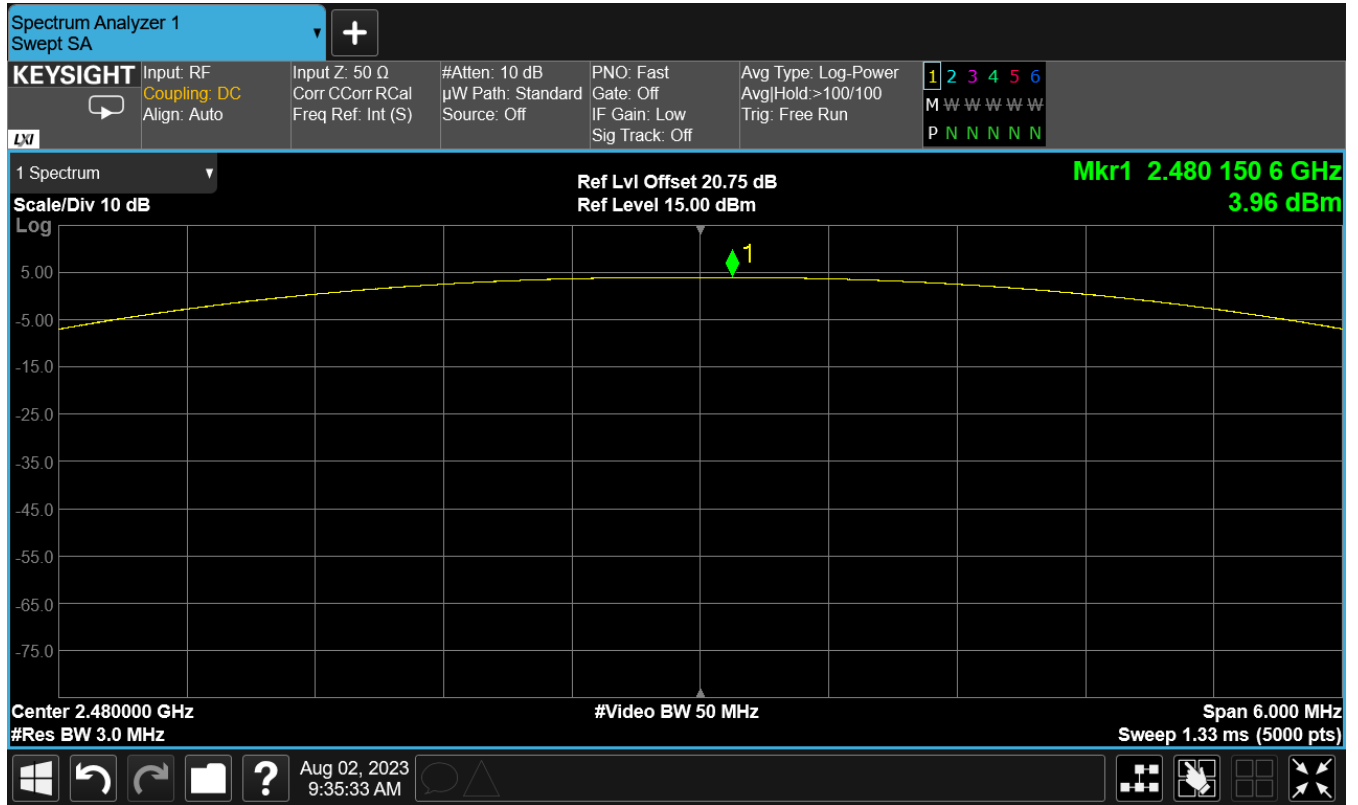 Spectrum Analyzer 1
Swept SA
KEYSIGHT
LXI
Input: RF
Coupling: DC
Align: Auto
Input Z: 50 Ω
Corr CCorr RCal
Freq Ref: Int (S)
#Atten: 10 dB
µW Path: Standard
Source: Off
PNO: Fast
Gate: Off
IF Gain: Low
Sig Track: Off
Avg Type: Log-Power
Avg|Hold:>100/100
Trig: Free Run
1 2 3 4 5 6
M W W W W W
P N N N N N
1 Spectrum
Scale/Div 10 dB
Log
Ref Lvl Offset 20.75 dB
Ref Level 15.00 dBm
Mkr1 2.480 150 6 GHz
3.96 dBm
1
5.00
-5.00
-15.0
-25.0
-35.0
-45.0
-55.0
-65.0
-75.0
Center 2.480000 GHz
#Res BW 3.0 MHz
#Video BW 50 MHz
Span 6.000 MHz
Sweep 1.33 ms (5000 pts)
?
Aug 02, 2023
9:35:33 AM